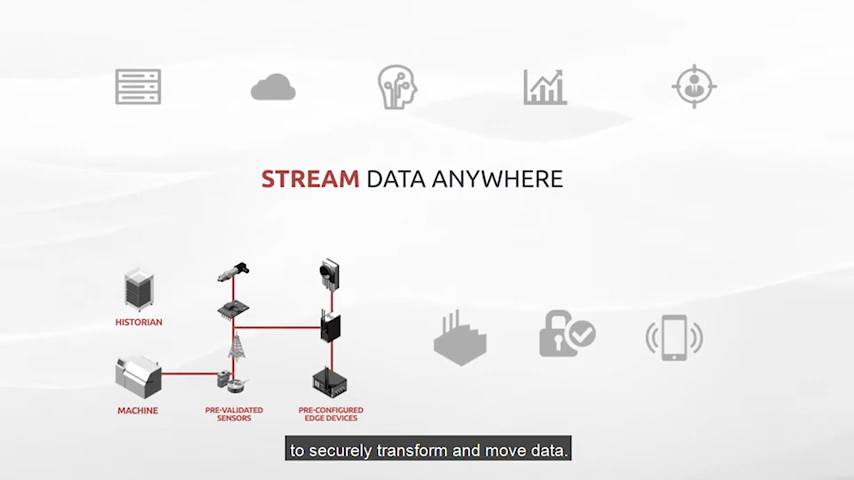 STREAM DATA ANYWHERE
HISTORIAN
MACHINE
PRE-VALIDATED
SENSORS
PRE-CONFIGURED
EDGE DEVICES
to securely transform and move data.